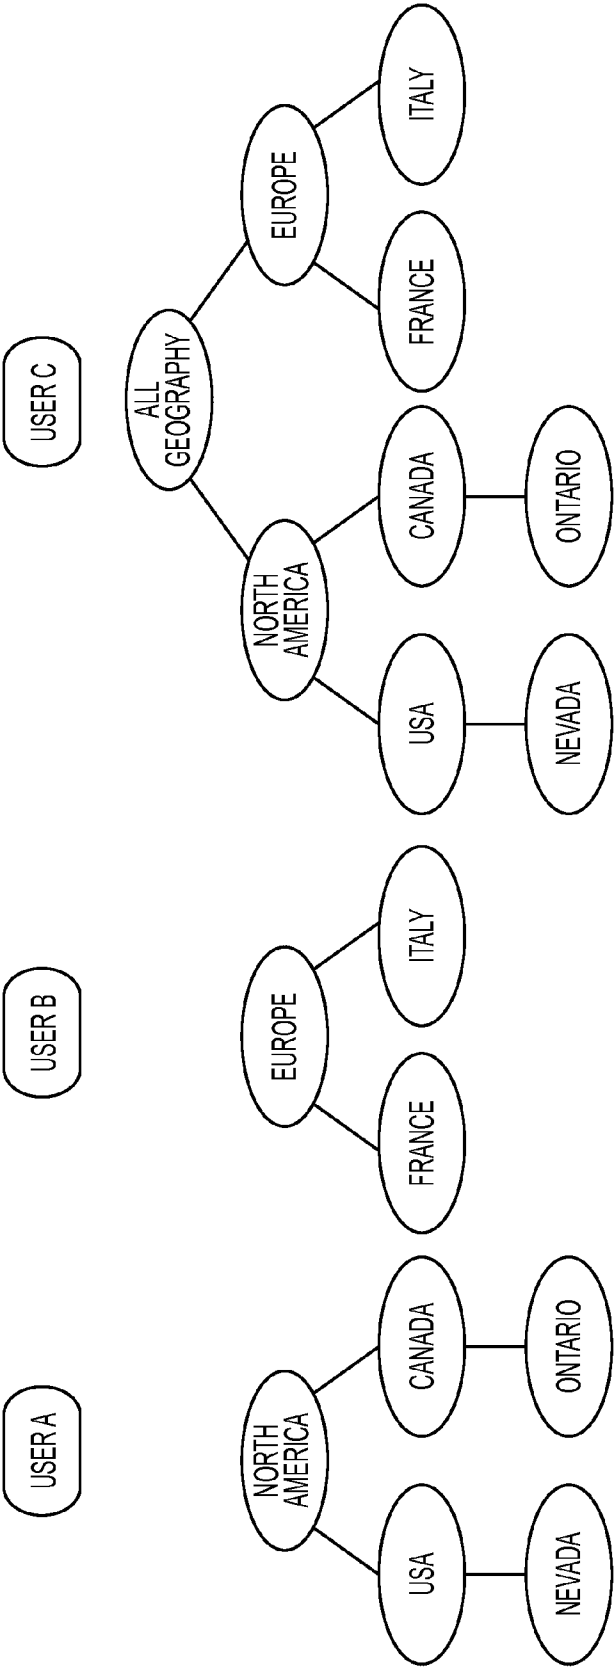 USER A
USER B
USER C
ALL
GEOGRAPHY
NORTH
AMERICA
EUROPE
NORTH
AMERICA
EUROPE
USA
CANADA
FRANCE
ITALY
USA
CANADA
FRANCE
ITALY
NEVADA
ONTARIO
NEVADA
ONTARIO